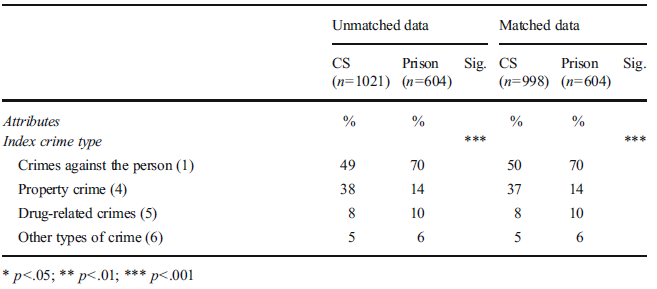 Unmatched data Matched data
CS Prison Sig. CS Prison Sig.
(n=1021) (n=604) (n=998) (n=604)
Attributes % % % %
Index crime type *** ***
Crimes against the person (1) 49 70 50 70
Property crime (4) 38 14 37 14
Drug-related crimes (5) 8 10 8 10
Other types of crime (6) 5 6 5 6
* p<.05; ** p<.01; *** p<.001